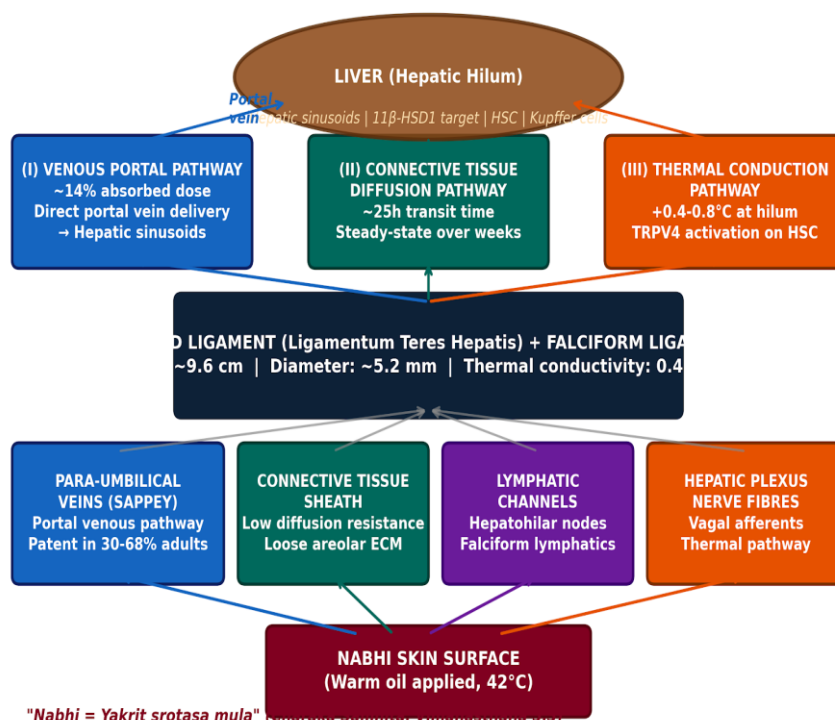 LIVER (Hepatic Hilum)
Portal
vein
epatic sinusoids | 11β-HSD1 target | HSC | Kupffer cells
(I) VENOUS PORTAL PATHWAY
~14% absorbed dose
Direct portal vein delivery
→ Hepatic sinusoids
(II) CONNECTIVE TISSUE
DIFFUSION PATHWAY
~25h transit time
Steady-state over weeks
(III) THERMAL CONDUCTION
PATHWAY
+0.4-0.8°C at hilum
TRPV4 activation on HSC
D LIGAMENT (Ligamentum Teres Hepatis) + FALCIFORM LIGA
~9.6 cm | Diameter: ~5.2 mm | Thermal conductivity: 0.4
PARA-UMBILICAL
VEINS (SAPPEY)
Portal venous pathway
Patent in 30-68% adults
CONNECTIVE TISSUE
SHEATH
Low diffusion resistance
Loose areolar ECM
LYMPHATIC
CHANNELS
Hepatohilar nodes
Falciform lymphatics
HEPATIC PLEXUS
NERVE FIBRES
Vagal afferents
Thermal pathway
NABHI SKIN SURFACE
(Warm oil applied, 42°C)
"Nabhi = Yakrit srotasa mula"